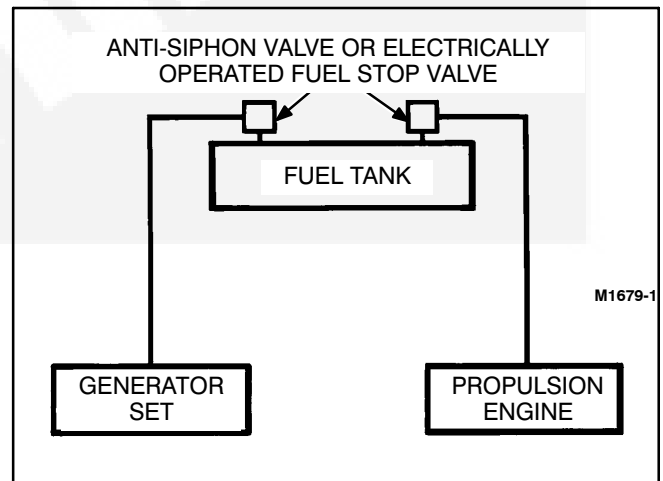 ANTI-SIPHON VALVE OR ELECTRICALLY
OPERATED FUEL STOP VALVE
FUEL TANK
M1679-1
GENERATOR
SET
PROPULSION
ENGINE